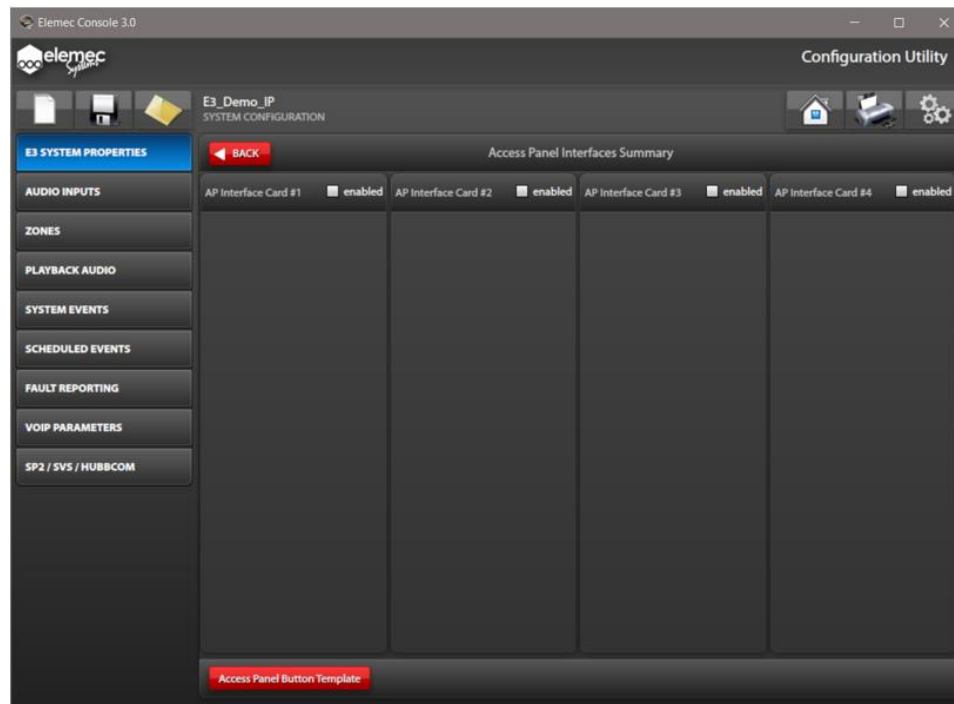 Elemec Console 3.0
elemec
Systems
Configuration Utility
E3_Demo_IP
SYSTEM CONFIGURATION
E3 SYSTEM PROPERTIES
BACK
Access Panel Interfaces Summary
AUDIO INPUTS
AP Interface Card #1 enabled AP Interface Card #2 enabled AP Interface Card #3 enabled AP Interface Card #4 enabled
ZONES
PLAYBACK AUDIO
SYSTEM EVENTS
SCHEDULED EVENTS
FAULT REPORTING
VOIP PARAMETERS
SP2 / SVS / HUBBCOM
Access Panel Button Template